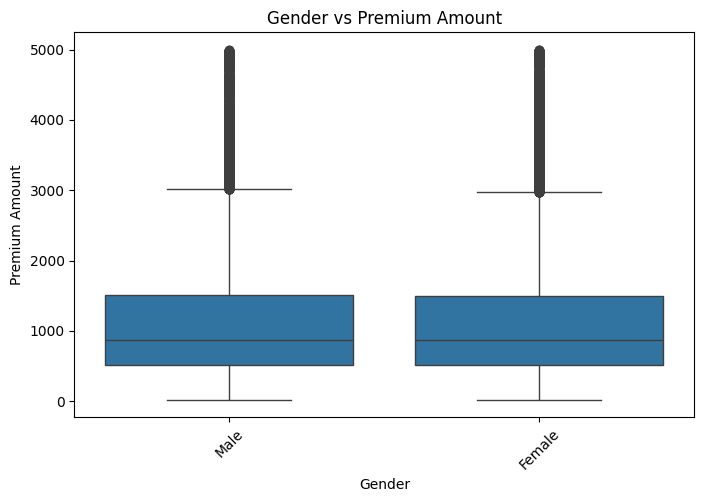 Gender vs Premium Amount
5000
4000
3000
2000
1000
0
Premium Amount
Male
Female
Gender